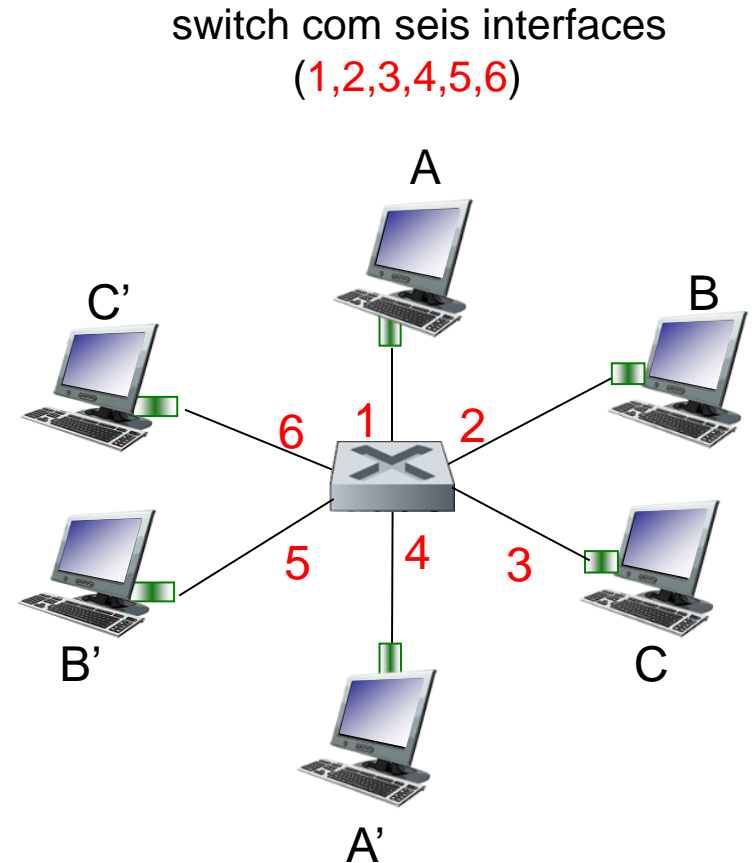 switch com seis interfaces
(1,2,3,4,5,6)
A
C’
B
6
1
2
5
4
3
B’
C
A’